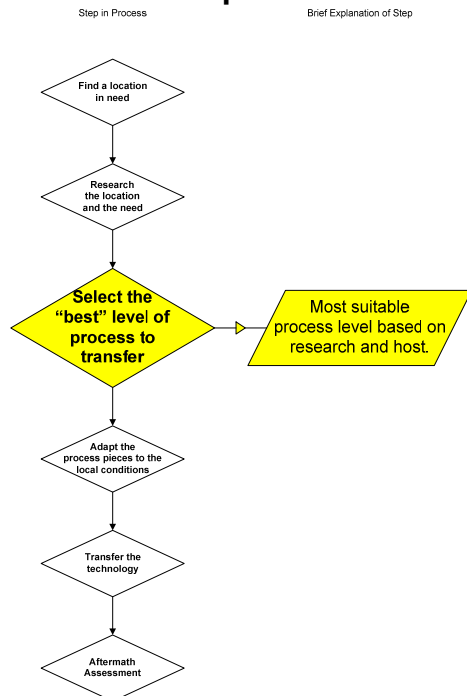 Step in Process
Brief Explanation of Step
Find a location
in need
Research
the location
and the need
Select the
“best” level of
process to
transfer
Most suitable
process level based on
research and host.
Adapt the
process pieces to the
local conditions
Transfer the
technology
Aftermath
Assessment